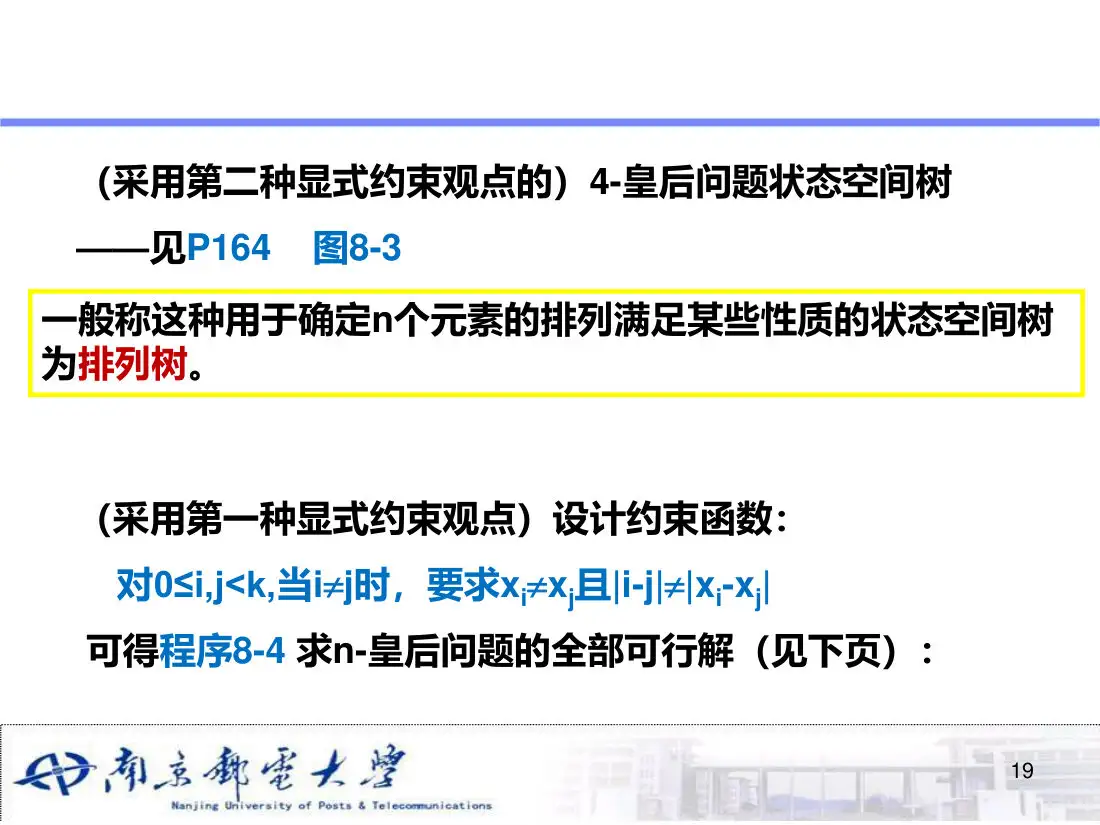 （采用第二种显式约束观点的）4-皇后问题状态空间树
——见P164 图8-3
一般称这种用于确定n个元素的排列满足某些性质的状态空间树
为排列树。
（采用第一种显式约束观点）设计约束函数：
对0≤i,j<k,当i≠j时，要求xi≠xj且|i-j|≠|xi-xj|
可得程序8-4 求n-皇后问题的全部可行解（见下页）：
南京郵電大學
Nanjing University of Posts & Telecommunications
19